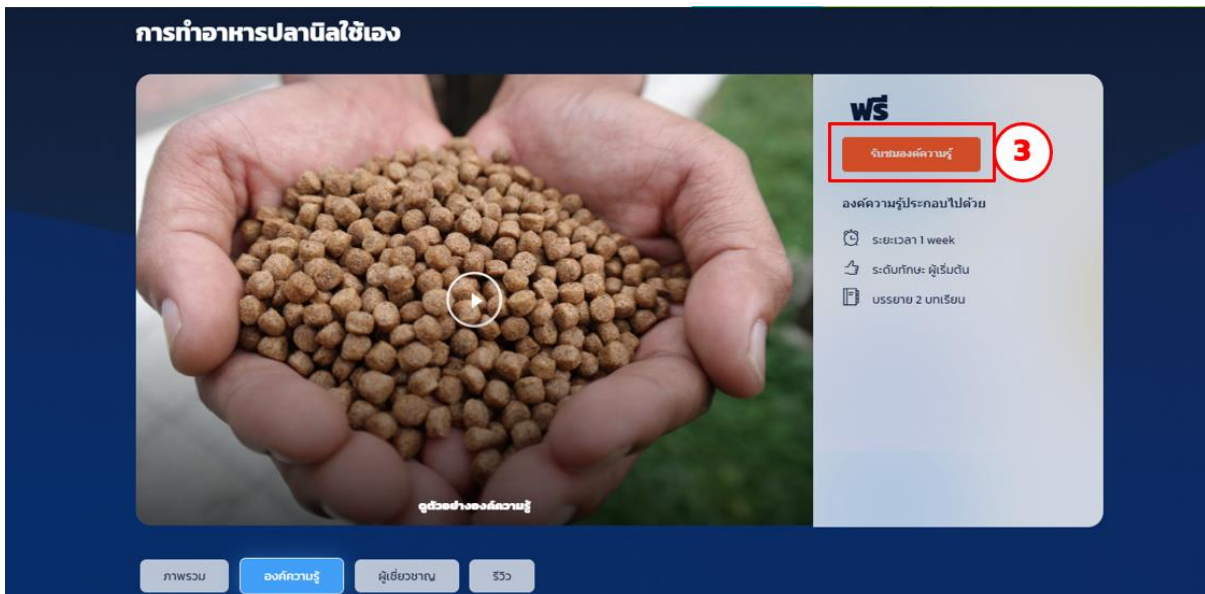 การทำอาหารปลานิลใช้เอง
ฟรี
รับชมองค์ความรู้
3
องค์ความรู้ประกอบไปด้วย
ระยะเวลา 1 week
ระดับทักษะ ผู้เริ่มต้น
บรรยาย 2 บทเรียน
ดูตัวอย่างองค์ความรู้
ภาพรวม
องค์ความรู้
ผู้เชี่ยวชาญ
รีวิว